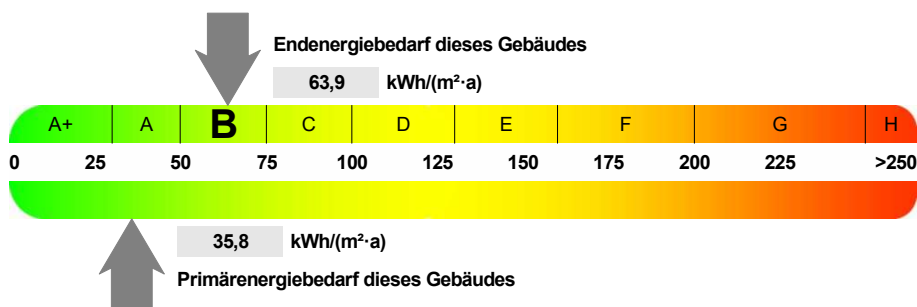 Endenergiebedarf dieses Gebäudes
63,9 kWh/(m²·a)
A+ A B C D E F G H
0 25 50 75 100 125 150 175 200 225 >250
35,8 kWh/(m²·a)
Primärenergiebedarf dieses Gebäudes